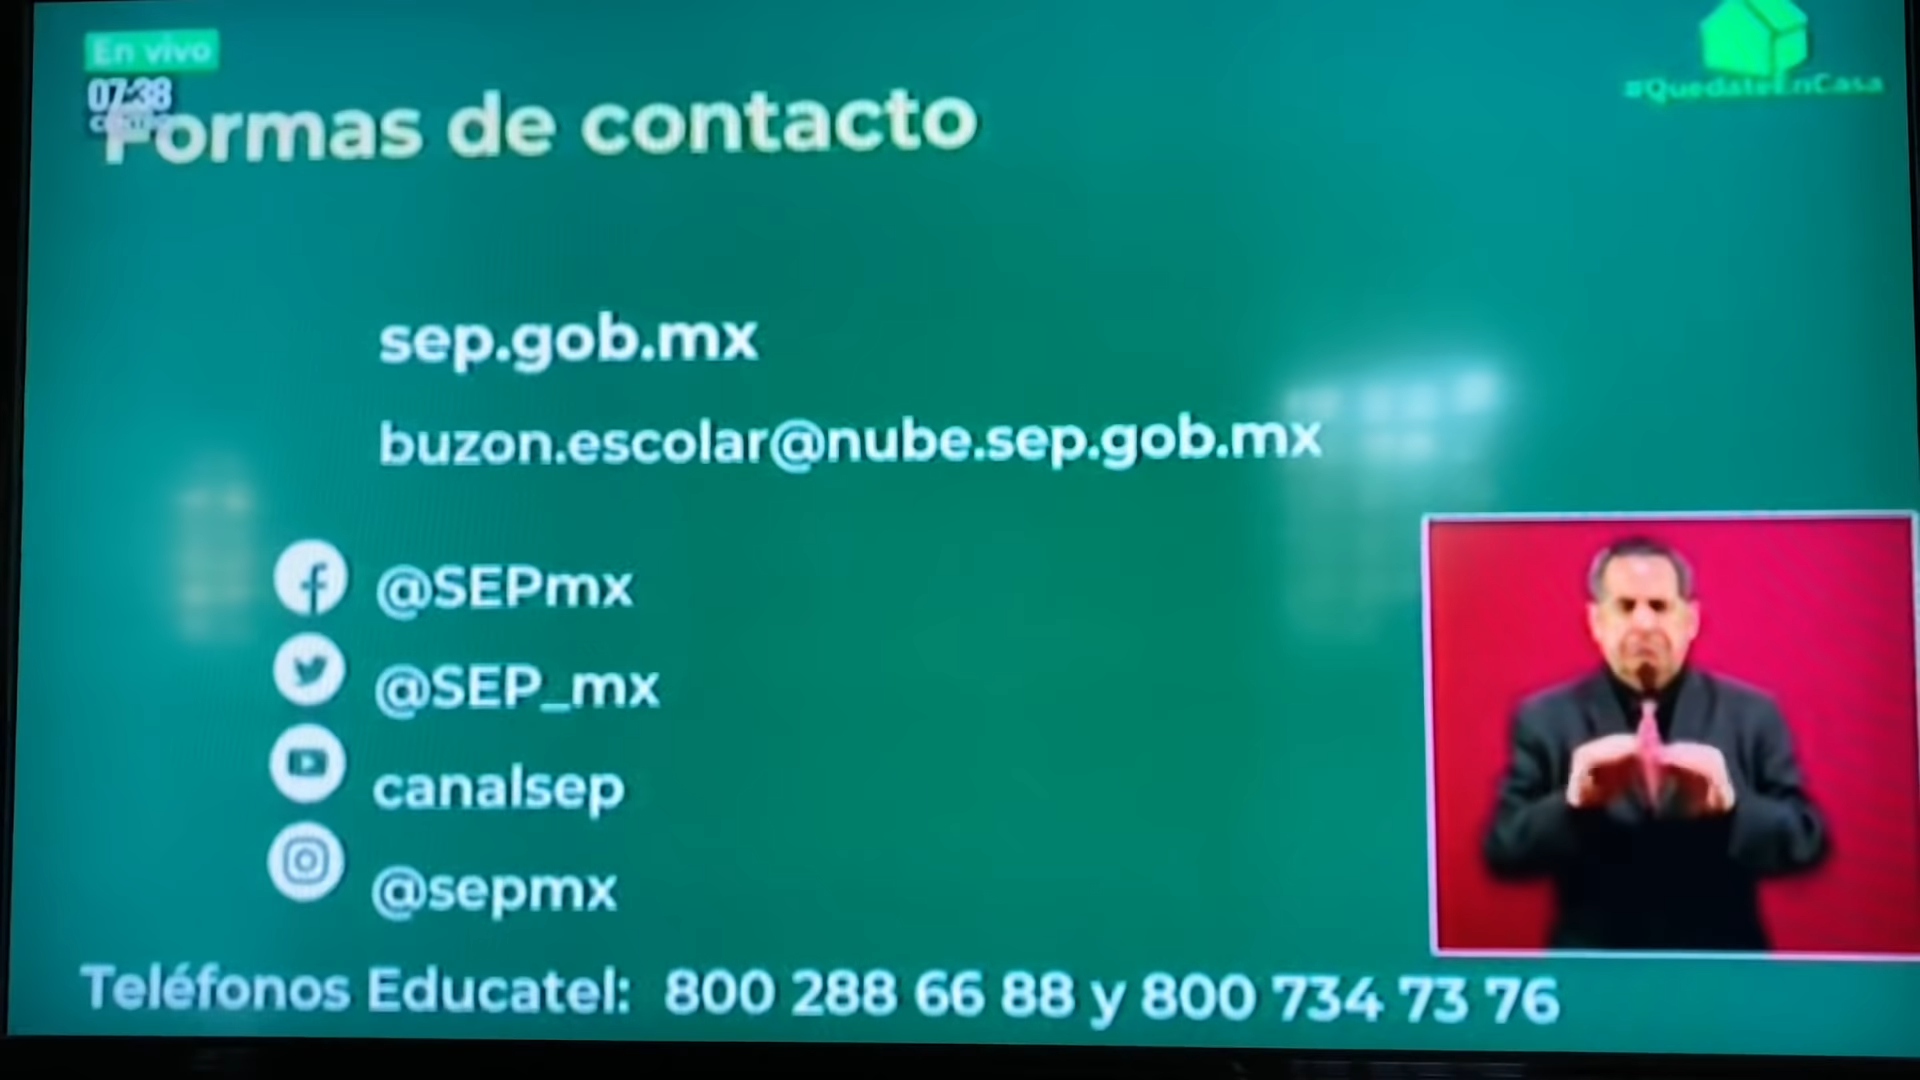 En vivo
07:38
Formas de contacto
#QuedateEnCasa
sep.gob.mx
buzon.escolar@nube.sep.gob.mx
@SEPmx
@SEP_mx
canalsep
@sepmx
Teléfonos Educatel: 800 288 66 88 y 800 734 73 76